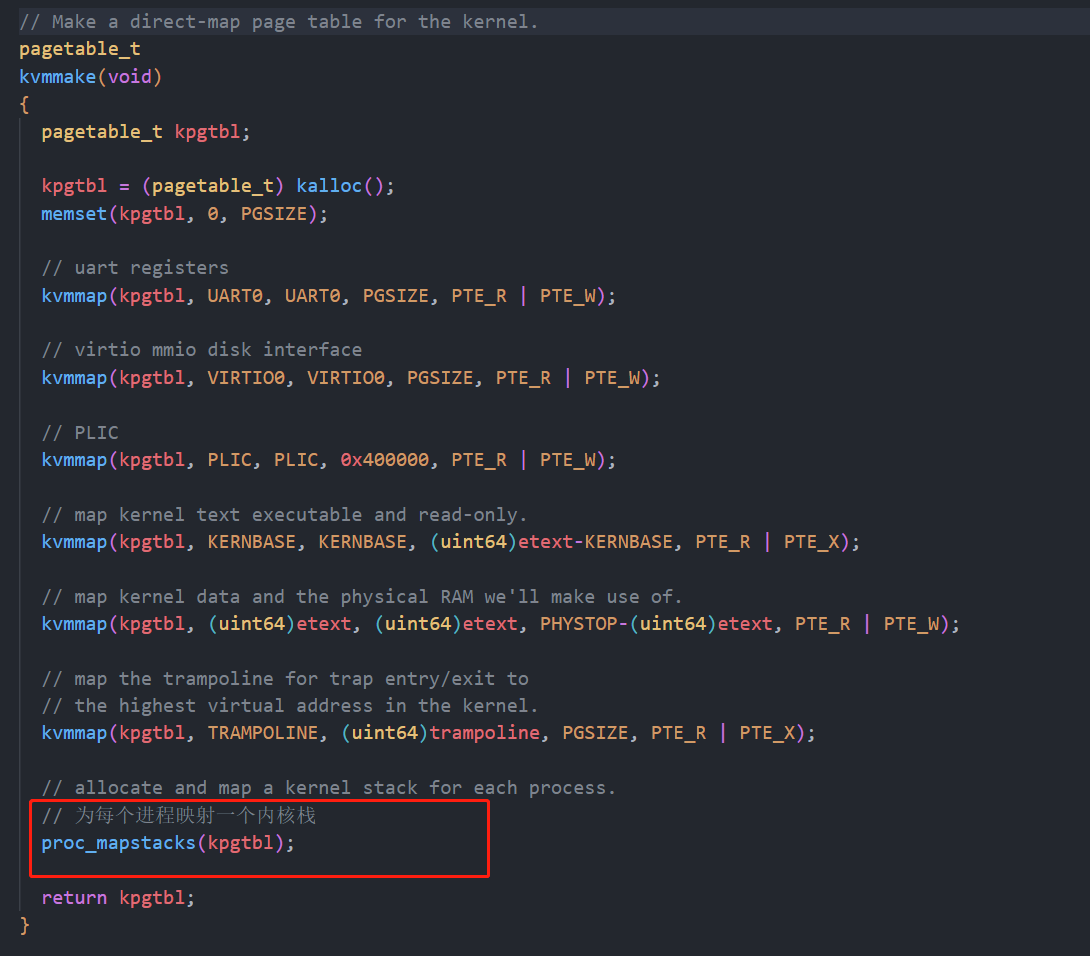 // Make a direct-map page table for the kernel.
pagetable_t
kvmmake(void)
{
  pagetable_t kpgtbl;

  kpgtbl = (pagetable_t) kalloc();
  memset(kpgtbl, 0, PGSIZE);

  // uart registers
  kvmmap(kpgtbl, UART0, UART0, PGSIZE, PTE_R | PTE_W);

  // virtio mmio disk interface
  kvmmap(kpgtbl, VIRTIO0, VIRTIO0, PGSIZE, PTE_R | PTE_W);

  // PLIC
  kvmmap(kpgtbl, PLIC, PLIC, 0x400000, PTE_R | PTE_W);

  // map kernel text executable and read-only.
  kvmmap(kpgtbl, KERNBASE, KERNBASE, (uint64)etext-KERNBASE, PTE_R | PTE_X);

  // map kernel data and the physical RAM we'll make use of.
  kvmmap(kpgtbl, (uint64)etext, (uint64)etext, PHYSTOP-(uint64)etext, PTE_R | PTE_W);

  // map the trampoline for trap entry/exit to
  // the highest virtual address in the kernel.
  kvmmap(kpgtbl, TRAMPOLINE, (uint64)trampoline, PGSIZE, PTE_R | PTE_X);

  // allocate and map a kernel stack for each process.
  // 为每个进程映射一个内核栈
  proc_mapstacks(kpgtbl);

  return kpgtbl;
}